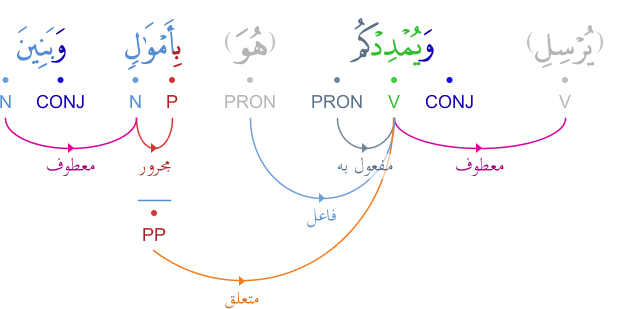 (يُرْسِلِ) وَيُمْدِدْكُم (هُوَ) بِأَمْوَٰلٍ وَبَنِينَ
V CONJ V PRON PRON P N CONJ N
معطوف مفعول به مجرور معطوف
فاعل
PP
متعلق